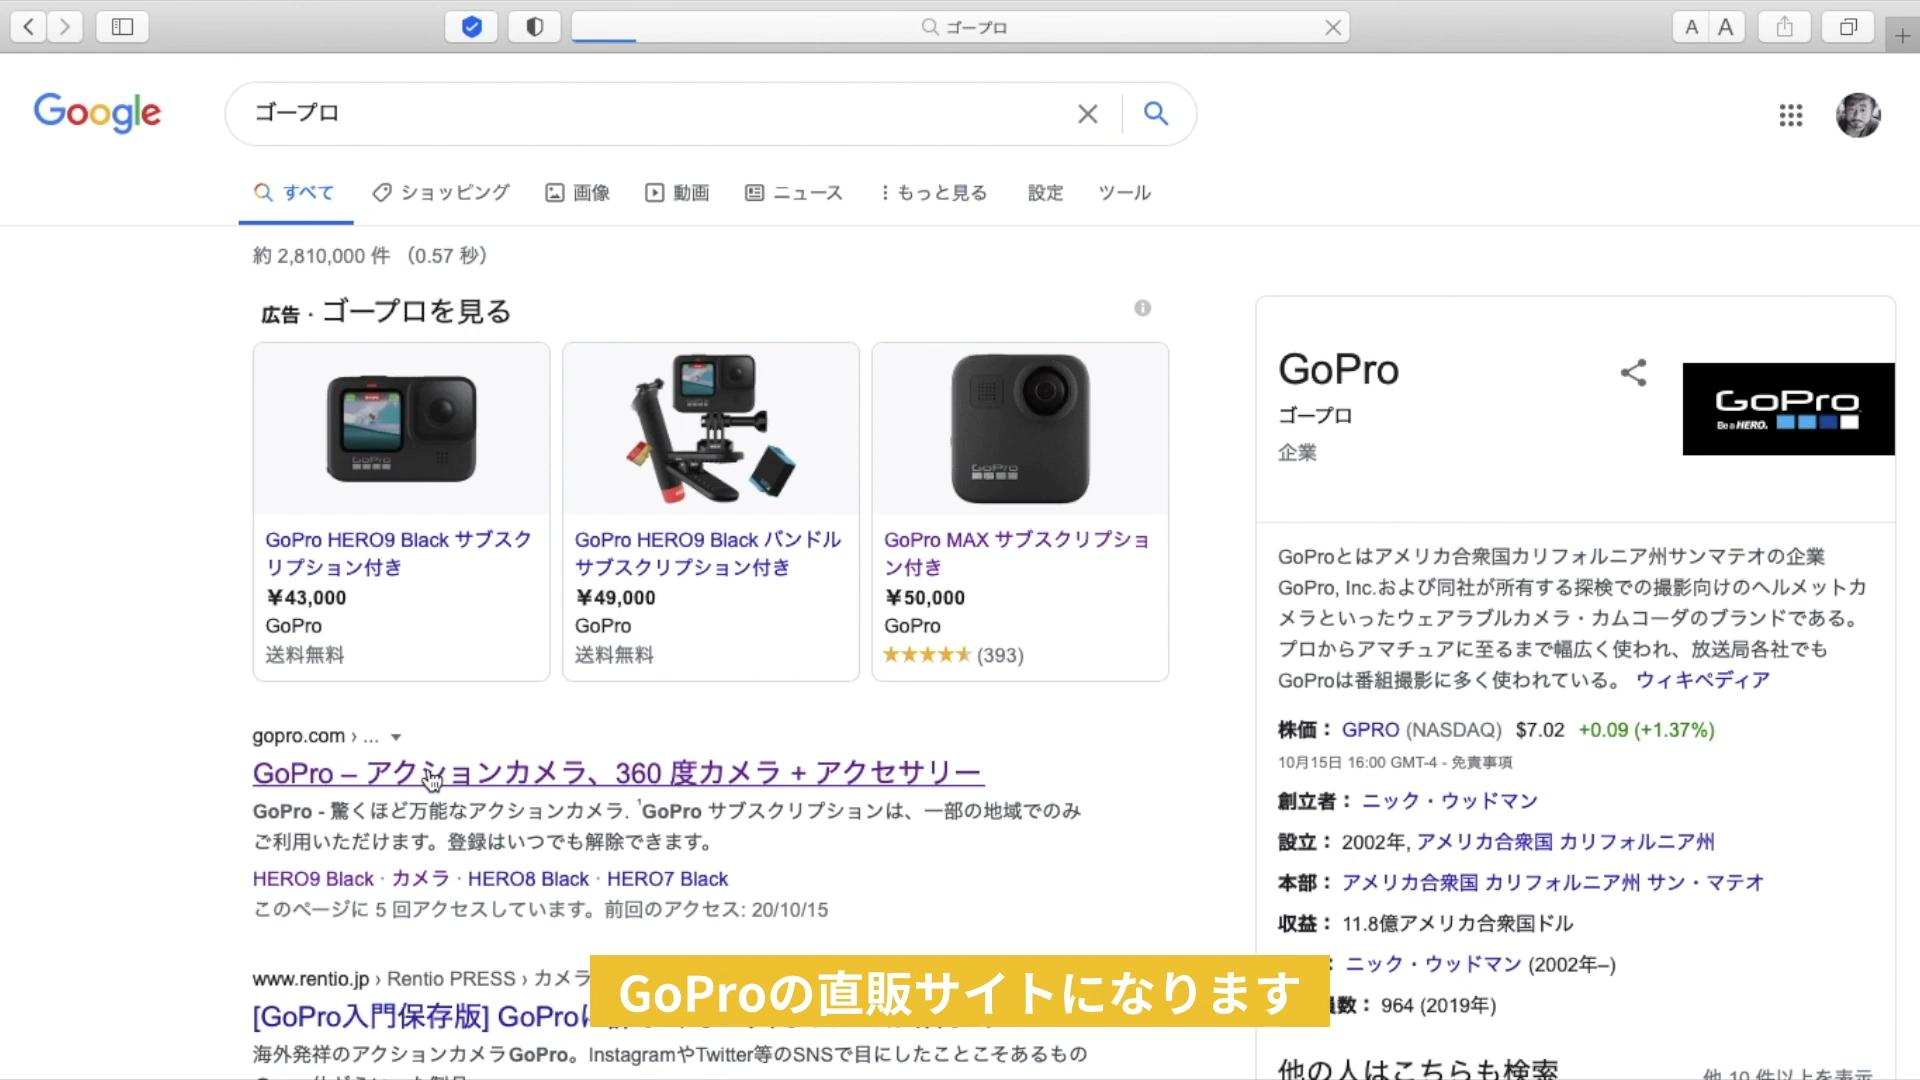 ゴープロ
A A
Google
ゴープロ
すべて ショッピング 画像 動画 ニュース もっと見る 設定 ツール
約 2,810,000 件 (0.57 秒)
広告・ゴープロを見る
GoPro HERO9 Black サブスク
リプション付き
¥43,000
GoPro
送料無料
GoPro HERO9 Black バンドル
サブスクリプション付き
¥49,000
GoPro
送料無料
GoPro MAX サブスクリプショ
ン付き
¥50,000
GoPro
(393)
gopro.com › ...
GoPro – アクションカメラ、360 度カメラ + アクセサリー
GoPro - 驚くほど万能なアクションカメラ. ¹GoPro サブスクリプションは、一部の地域でのみ
ご利用いただけます。登録はいつでも解除できます。
HERO9 Black · カメラ · HERO8 Black · HERO7 Black
このページに 5 回アクセスしています。前回のアクセス: 20/10/15
www.rentio.jp › Rentio PRESS › カメラ
[GoPro入門保存版] GoPro
海外発祥のアクションカメラGoPro。InstagramやTwitter等のSNSで目にしたことこそあるもの
GoPro
ゴープロ
企業
GoPro
Be a HERO.
GoProとはアメリカ合衆国カリフォルニア州サンマテオの企業
GoPro, Inc.および同社が所有する探検での撮影向けのヘルメットカ
メラといったウェアラブルカメラ・カムコーダのブランドである。
プロからアマチュアに至るまで幅広く使われ、放送局各社でも
GoProは番組撮影に多く使われている。 ウィキペディア
株価： GPRO (NASDAQ) $7.02 +0.09 (+1.37%)
10月15日 16:00 GMT-4 - 免責事項
創立者： ニック・ウッドマン
設立： 2002年, アメリカ合衆国 カリフォルニア州
本部： アメリカ合衆国 カリフォルニア州 サン・マテオ
収益： 11.8億アメリカ合衆国ドル
： ニック・ウッドマン (2002年–)
数： 964 (2019年)
他の人はこちらも検索
他 10 件以上を表示
GoProの直販サイトになります